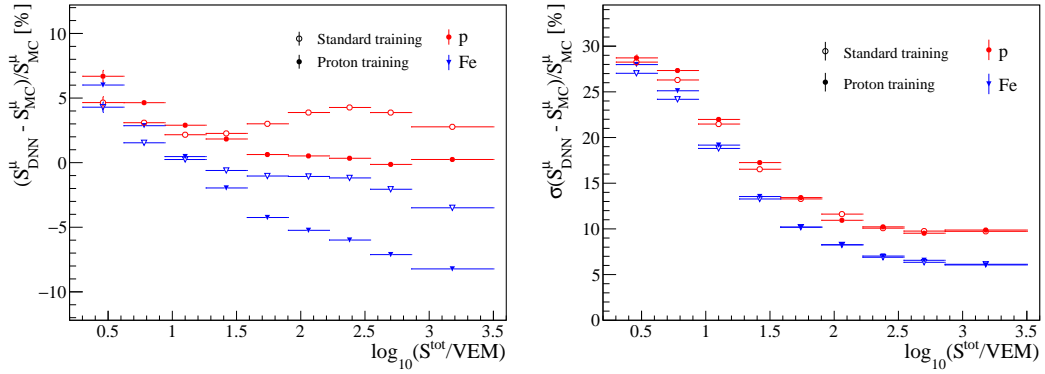 (S^μ_DNN - S^μ_MC)/S^μ_MC [%]
10
5
0
−5
−10
Standard training
Proton training
p
Fe
0.5 1 1.5 2 2.5 3 3.5
log_10(S^tot/VEM)
σ(S^μ_DNN - S^μ_MC)/S^μ_MC [%]
30
25
20
15
10
5
0
Standard training
Proton training
p
Fe
0.5 1 1.5 2 2.5 3 3.5
log_10(S^tot/VEM)